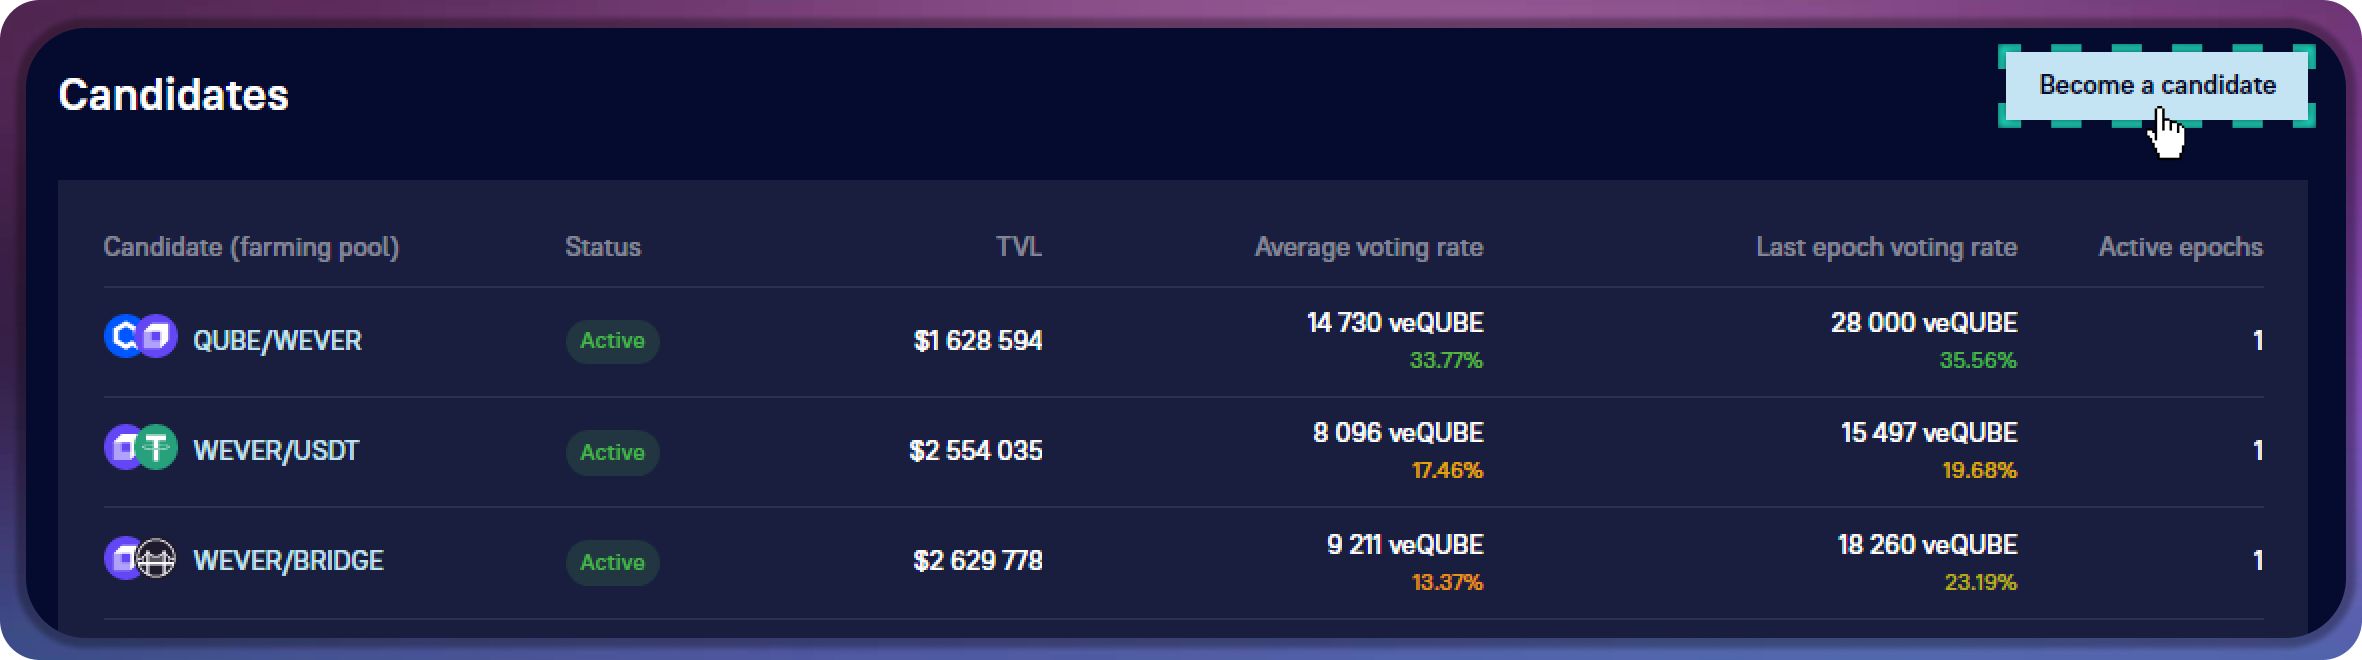 Candidates
Become a candidate
Candidate (farming pool) Status TVL Average voting rate Last epoch voting rate Active epochs
QUBE/WEVER Active $1 628 594 14 730 veQUBE 28 000 veQUBE 1
33.77% 35.56%
WEVER/USDT Active $2 554 035 8 096 veQUBE 15 497 veQUBE 1
17.46% 19.68%
WEVER/BRIDGE Active $2 629 778 9 211 veQUBE 18 260 veQUBE 1
13.37% 23.19%